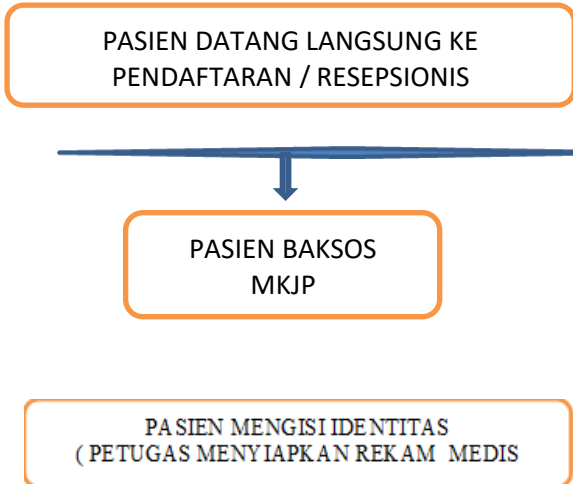 PASIEN DATANG LANGSUNG KE
PENDAFTARAN / RESEPSIONIS
PASIEN BAKSOS
MKJP
PASIEN MENGISI IDENTITAS
( PETUGAS MENYIAPKAN REKAM MEDIS